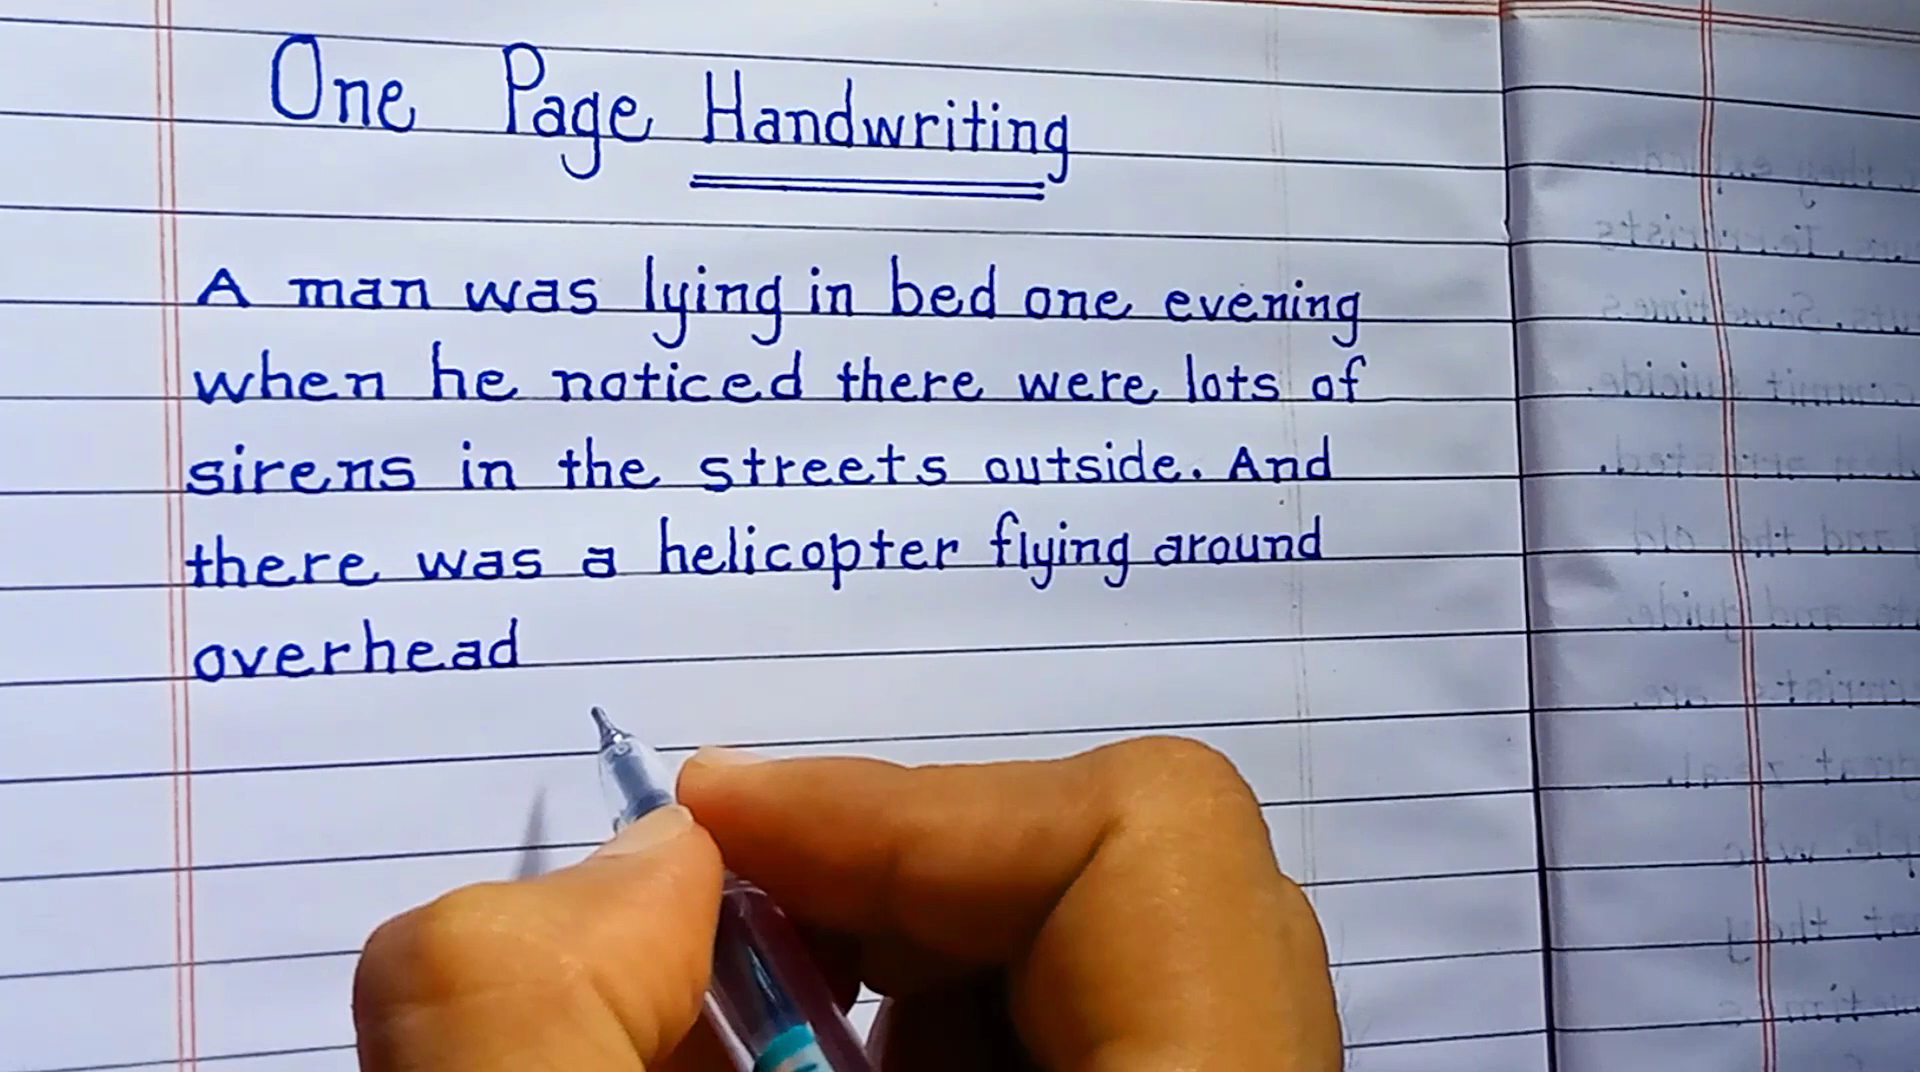 One Page Handwriting
A man was lying in bed one evening
when he noticed there were lots of
sirens in the streets outside. And
there was a helicopter flying around
overhead